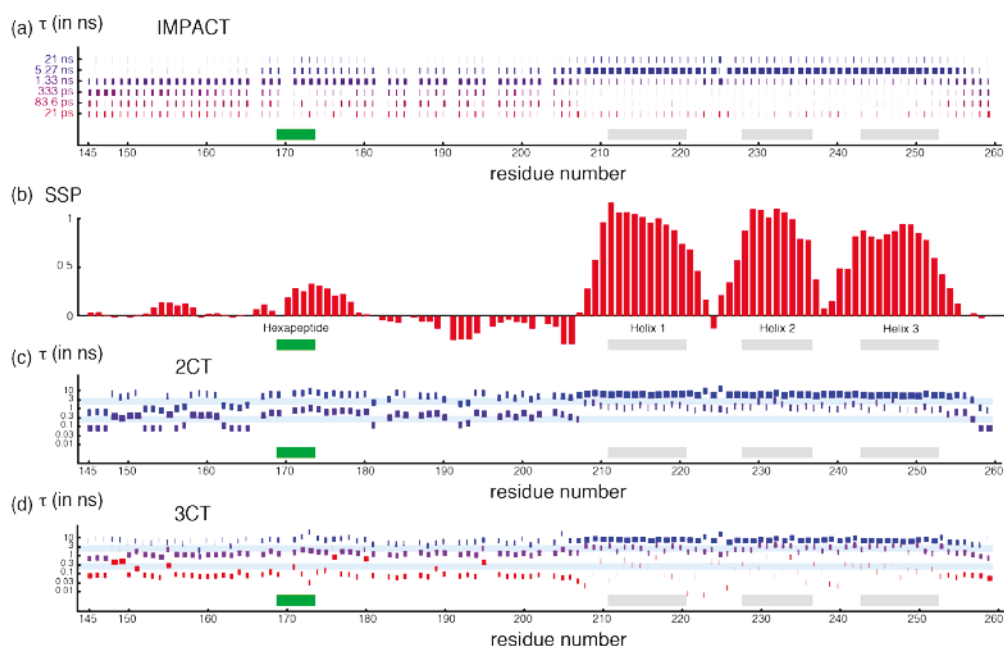 (a) τ (in ns) IMPACT
21 ns
5 27 ns
1 33 ns
333 ps
83 6 ps
21 ps
145 150 160 170 180 190 200 210 220 230 240 250 260
residue number
(b) SSP
1
0.5
0
Hexapeptide Helix 1 Helix 2 Helix 3
(c) τ (in ns) 2CT
10
3
1
0.3
0.1
0.03
0.01
145 150 160 170 180 190 200 210 220 230 240 250 260
residue number
(d) τ (in ns) 3CT
10
3
1
0.3
0.1
0.03
0.01
145 150 160 170 180 190 200 210 220 230 240 250 260
residue number